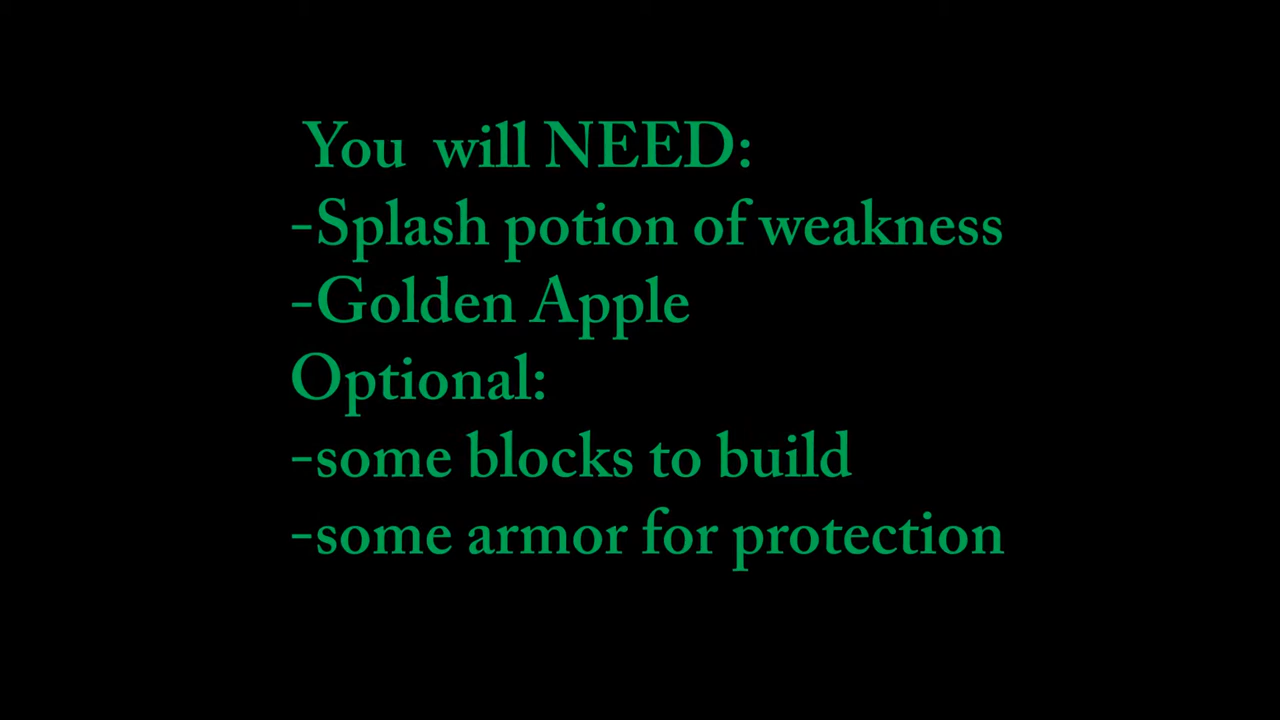 You will NEED:
-Splash potion of weakness
-Golden Apple
Optional:
-some blocks to build
-some armor for protection